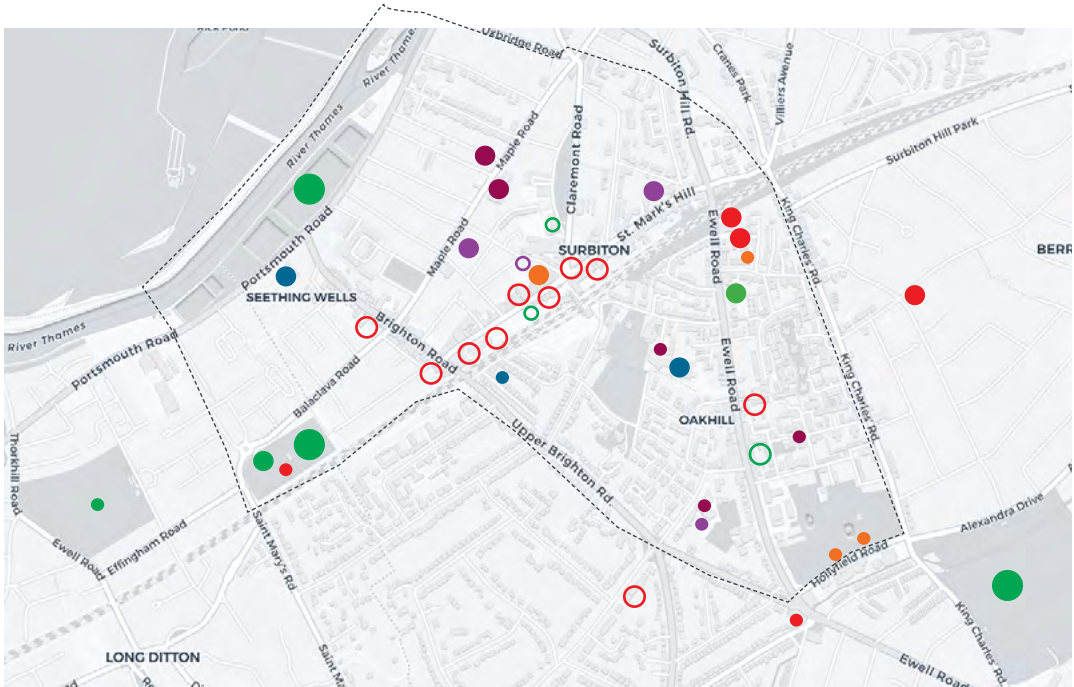 Uxbridge Road
River Thames
Surbiton Hill Rd.
Cranes Park
Villiers Avenue
River Thames
Maple Road
Claremont Road
Surbiton Hill Park
St. Mark's Hill
Portsmouth Road
Maple Road
SURBITON
Ewell Road
King Charles' Rd.
BERR
SEETHING WELLS
River Thames
Portsmouth Road
Brighton Road
Balaclava Road
King Charles' Rd.
Ewell Road
OAKHILL
Upper Brighton Rd
Thorkhill Road
Ewell Road
Effingham Road
Saint Mary's Rd.
Alexandra Drive
Hollyfield Road
King Charles Rd.
LONG DITTON
Saint Ma
Ewell Road